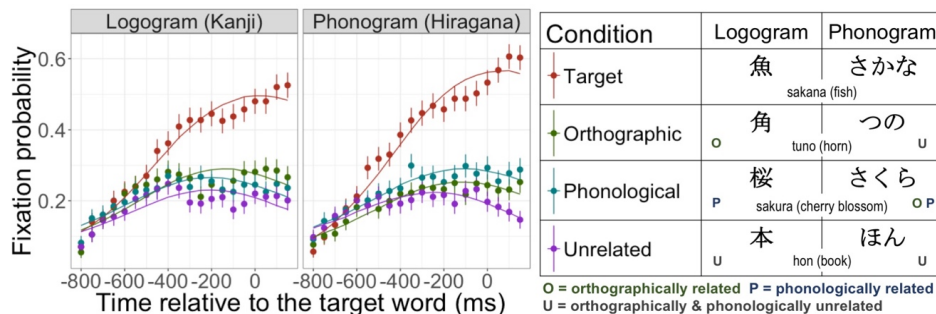 Logogram (Kanji) Phonogram (Hiragana)
Fixation probability
0.6
0.4
0.2
-800 -600 -400 -200 0 -800 -600 -400 -200 0
Time relative to the target word (ms)
Condition Logogram Phonogram
Target 魚 さかな
sakana (fish)
Orthographic 角 つの
O tuno (horn) U
Phonological 桜 さくら
P sakura (cherry blossom) O P
Unrelated 本 ほん
U hon (book) U
O = orthographically related P = phonologically related
U = orthographically & phonologically unrelated